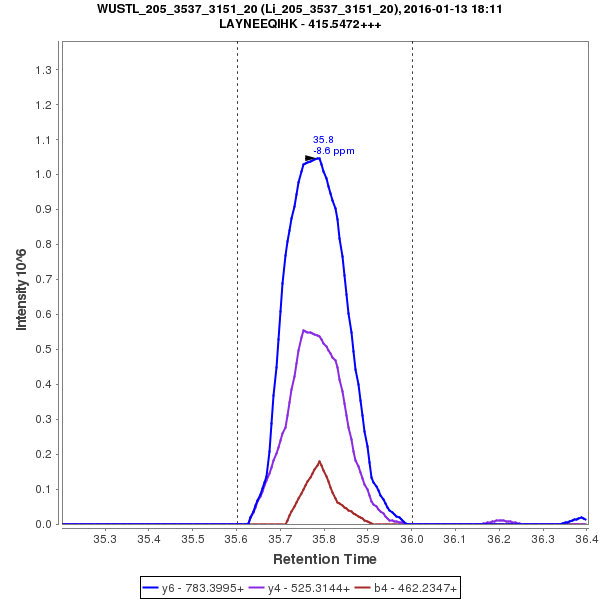 WUSTL_205_3537_3151_20 (Li_205_3537_3151_20), 2016-01-13 18:11
LAYNEEQIHK - 415.5472+++
35.8
-8.6 ppm
Intensity 10^6
1.3
1.2
1.1
1.0
0.9
0.8
0.7
0.6
0.5
0.4
0.3
0.2
0.1
0.0
35.3 35.4 35.5 35.6 35.7 35.8 35.9 36.0 36.1 36.2 36.3 36.4
Retention Time
y6 - 783.3995+ y4 - 525.3144+ b4 - 462.2347+